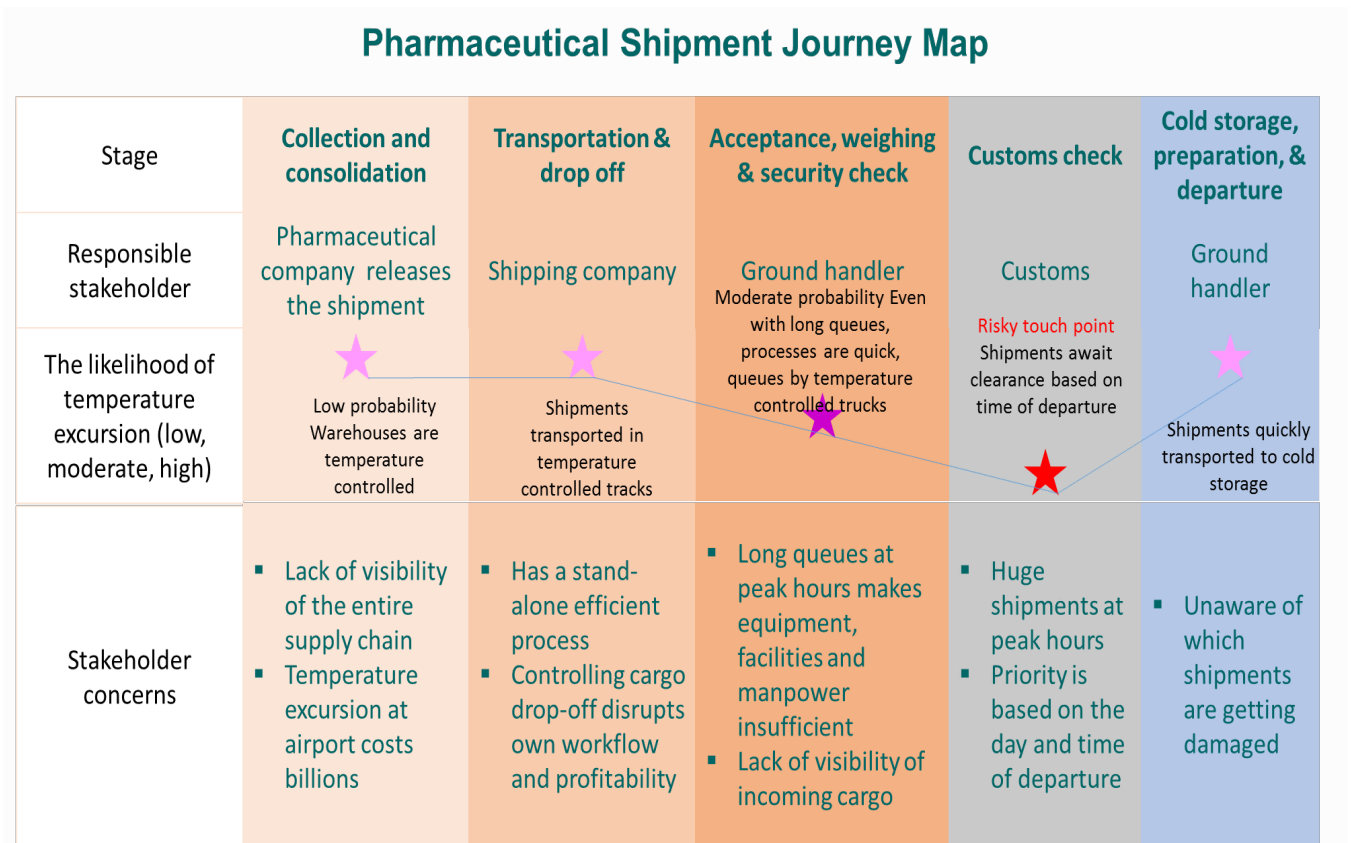 Pharmaceutical Shipment Journey Map
Stage
Collection and
consolidation
Transportation &
drop off
Acceptance, weighing
& security check
Customs check
Cold storage,
preparation, &
departure
Responsible
stakeholder
Pharmaceutical
company releases
the shipment
Shipping company
Ground handler
Customs
Ground
handler
The likelihood of
temperature
excursion (low,
moderate, high)
Low probability
Warehouses are
temperature
controlled
Shipments
transported in
temperature
controlled tracks
Moderate probability Even
with long queues,
processes are quick,
queues by temperature
controlled trucks
Risky touch point
Shipments await
clearance based on
time of departure
Shipments quickly
transported to cold
storage
Stakeholder
concerns
▪ Lack of visibility
of the entire
supply chain
▪ Temperature
excursion at
airport costs
billions
▪ Has a stand-
alone efficient
process
▪ Controlling cargo
drop-off disrupts
own workflow
and profitability
▪ Long queues at
peak hours makes
equipment,
facilities and
manpower
insufficient
▪ Lack of visibility of
incoming cargo
▪ Huge
shipments at
peak hours
▪ Priority is
based on the
day and time
of departure
▪ Unaware of
which
shipments
are getting
damaged